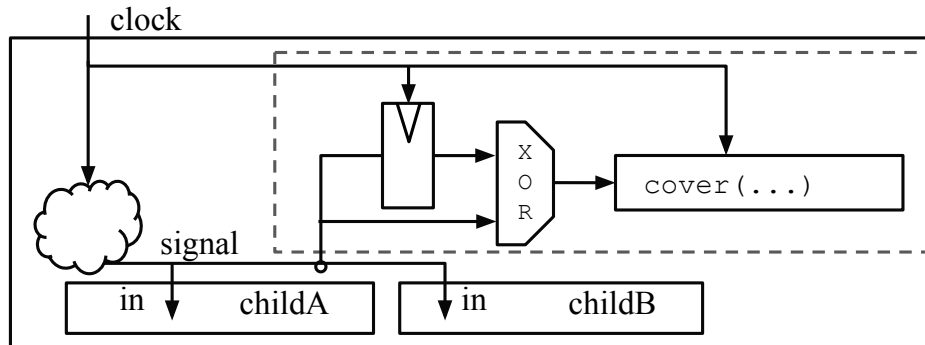 clock
X
O
R
cover(...)
signal
in childA
in childB